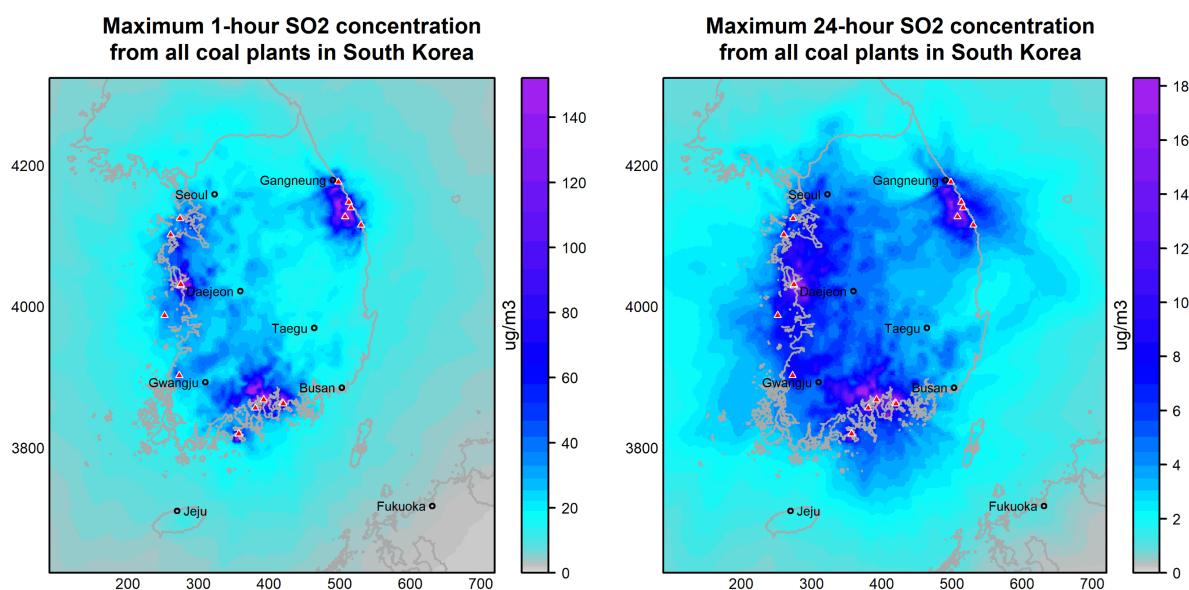 Maximum 1-hour SO2 concentration
from all coal plants in South Korea
4200
4000
3800
200 300 400 500 600 700
Gangneung
Seoul
Daejeon
Taegu
Gwangju
Busan
Fukuoka
Jeju
140
120
100
80
60
40
20
0
ug/m3
Maximum 24-hour SO2 concentration
from all coal plants in South Korea
200 300 400 500 600 700
Gangneung
Seoul
Daejeon
Taegu
Gwangju
Busan
Fukuoka
Jeju
18
16
14
12
10
8
6
4
2
0
ug/m3